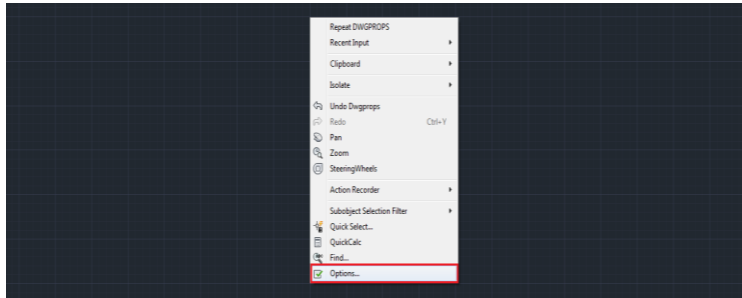 Repeat DWGPROPS
Recent Input
Clipboard
Isolate
Undo Dwgprops
Redo Ctrl+Y
Pan
Zoom
SteeringWheels
Action Recorder
Subobject Selection Filter
Quick Select...
QuickCalc
Find...
Options...